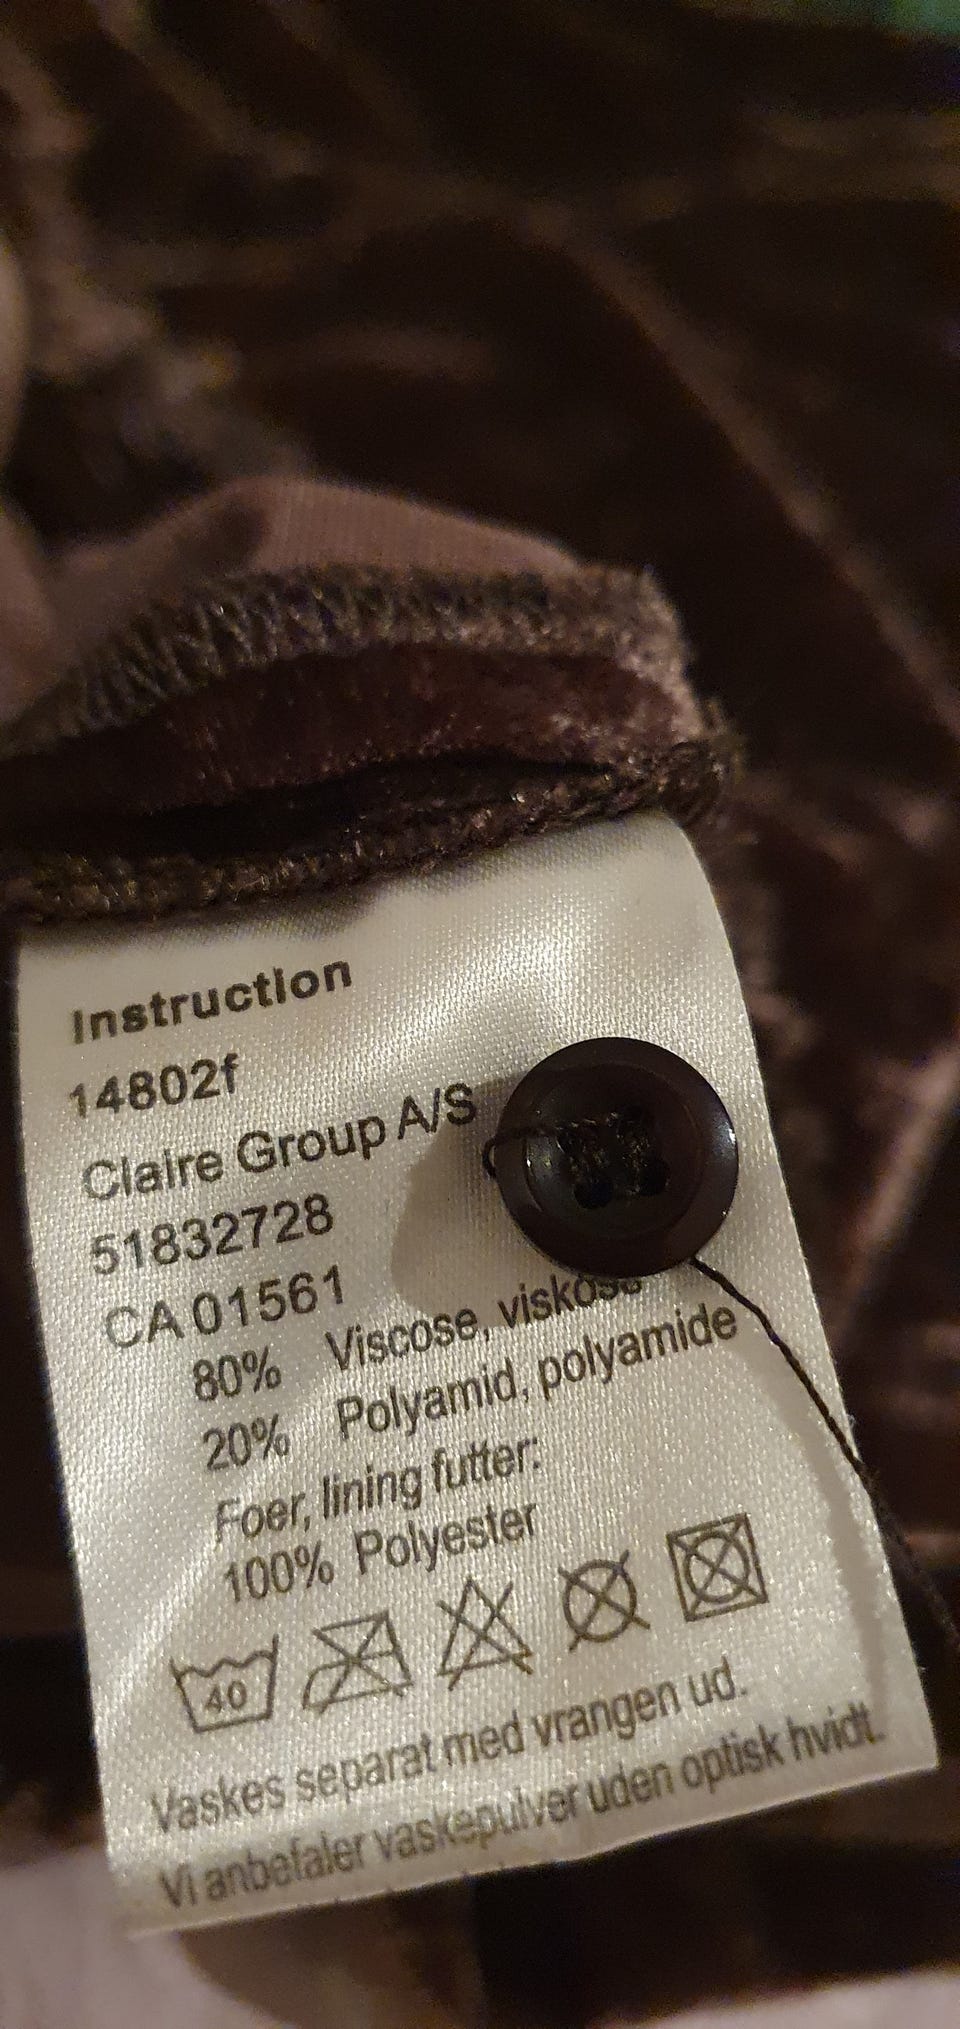 Instruction
14802f
Claire Group A/S
51832728
CA 01561
80% Viscose, viskose
20% Polyamid, polyamide
Foer, lining futter:
100% Polyester
40
Vaskes separat med vrangen ud.
Vi anbefaler vaskepulver uden optisk hvidt.